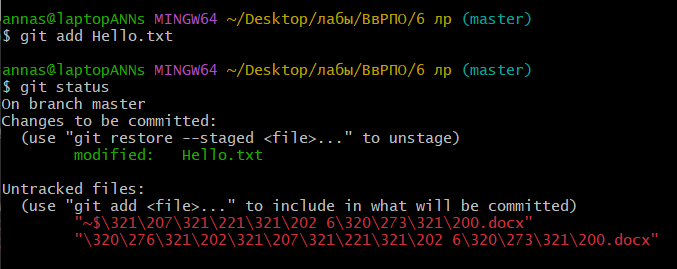 annas@laptopANNs MINGW64 ~/Desktop/лабы/ВвРПО/6 лр (master)
$ git add Hello.txt
annas@laptopANNs MINGW64 ~/Desktop/лабы/ВвРПО/6 лр (master)
$ git status
On branch master
Changes to be committed:
  (use "git restore --staged <file>..." to unstage)
        modified:   Hello.txt
Untracked files:
  (use "git add <file>..." to include in what will be committed)
        "~$\321\207\321\221\321\202 6\320\273\321\200.docx"
        "\320\276\321\202\321\207\321\221\321\202 6\320\273\321\200.docx"